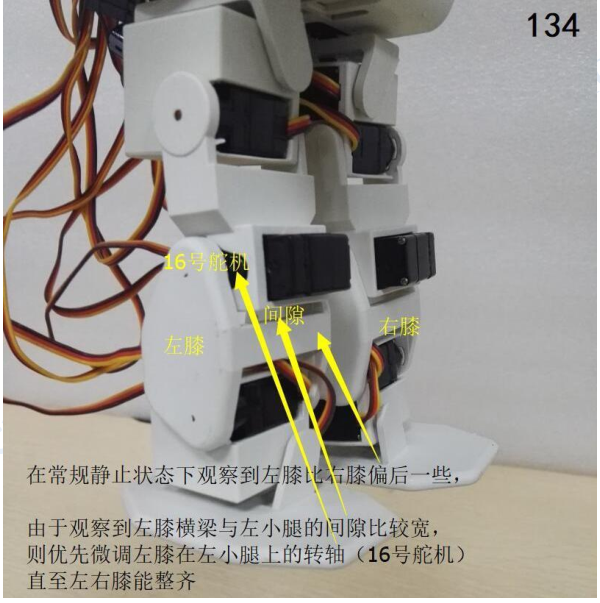 134
16号舵机
间隙
左膝
右膝
在常规静止状态下观察到左膝比右膝偏后一些，
由于观察到左膝横梁与左小腿的间隙比较宽，
则优先微调左膝在左小腿上的转轴（16号舵机）
直至左右膝能整齐